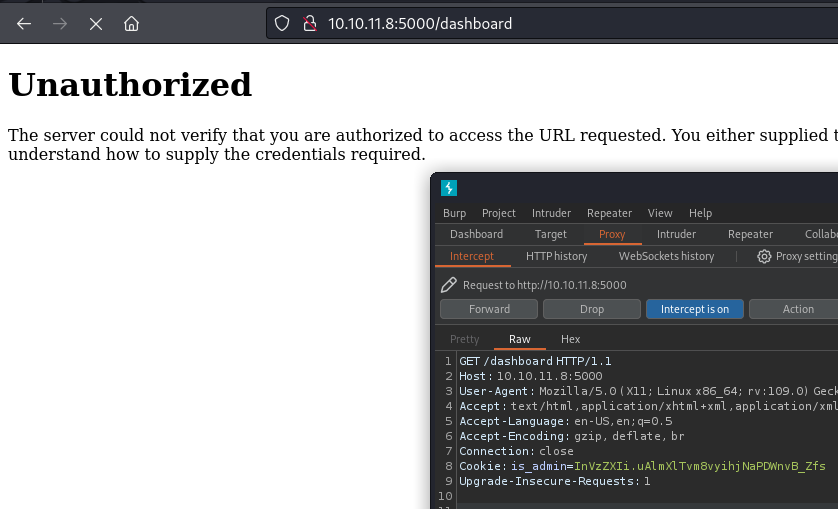 10.10.11.8:5000/dashboard
Unauthorized
The server could not verify that you are authorized to access the URL requested. You either supplied
understand how to supply the credentials required.
Burp Project Intruder Repeater View Help
Dashboard Target Proxy Intruder Repeater
Intercept HTTP history WebSockets history Proxy setting
Request to http://10.10.11.8:5000
Forward Drop Intercept is on Action
Pretty Raw Hex
1 GET /dashboard HTTP/1.1
2 Host: 10.10.11.8:5000
3 User-Agent: Mozilla/5.0 (X11; Linux x86_64; rv:109.0) Geck
4 Accept: text/html,application/xhtml+xml,application/xml
5 Accept-Language: en-US,en;q=0.5
6 Accept-Encoding: gzip, deflate, br
7 Connection: close
8 Cookie: is_admin=InVzZXIi.uAlmXlTvm8vyihjNaPDWnvB_Zfs
9 Upgrade-Insecure-Requests: 1
10